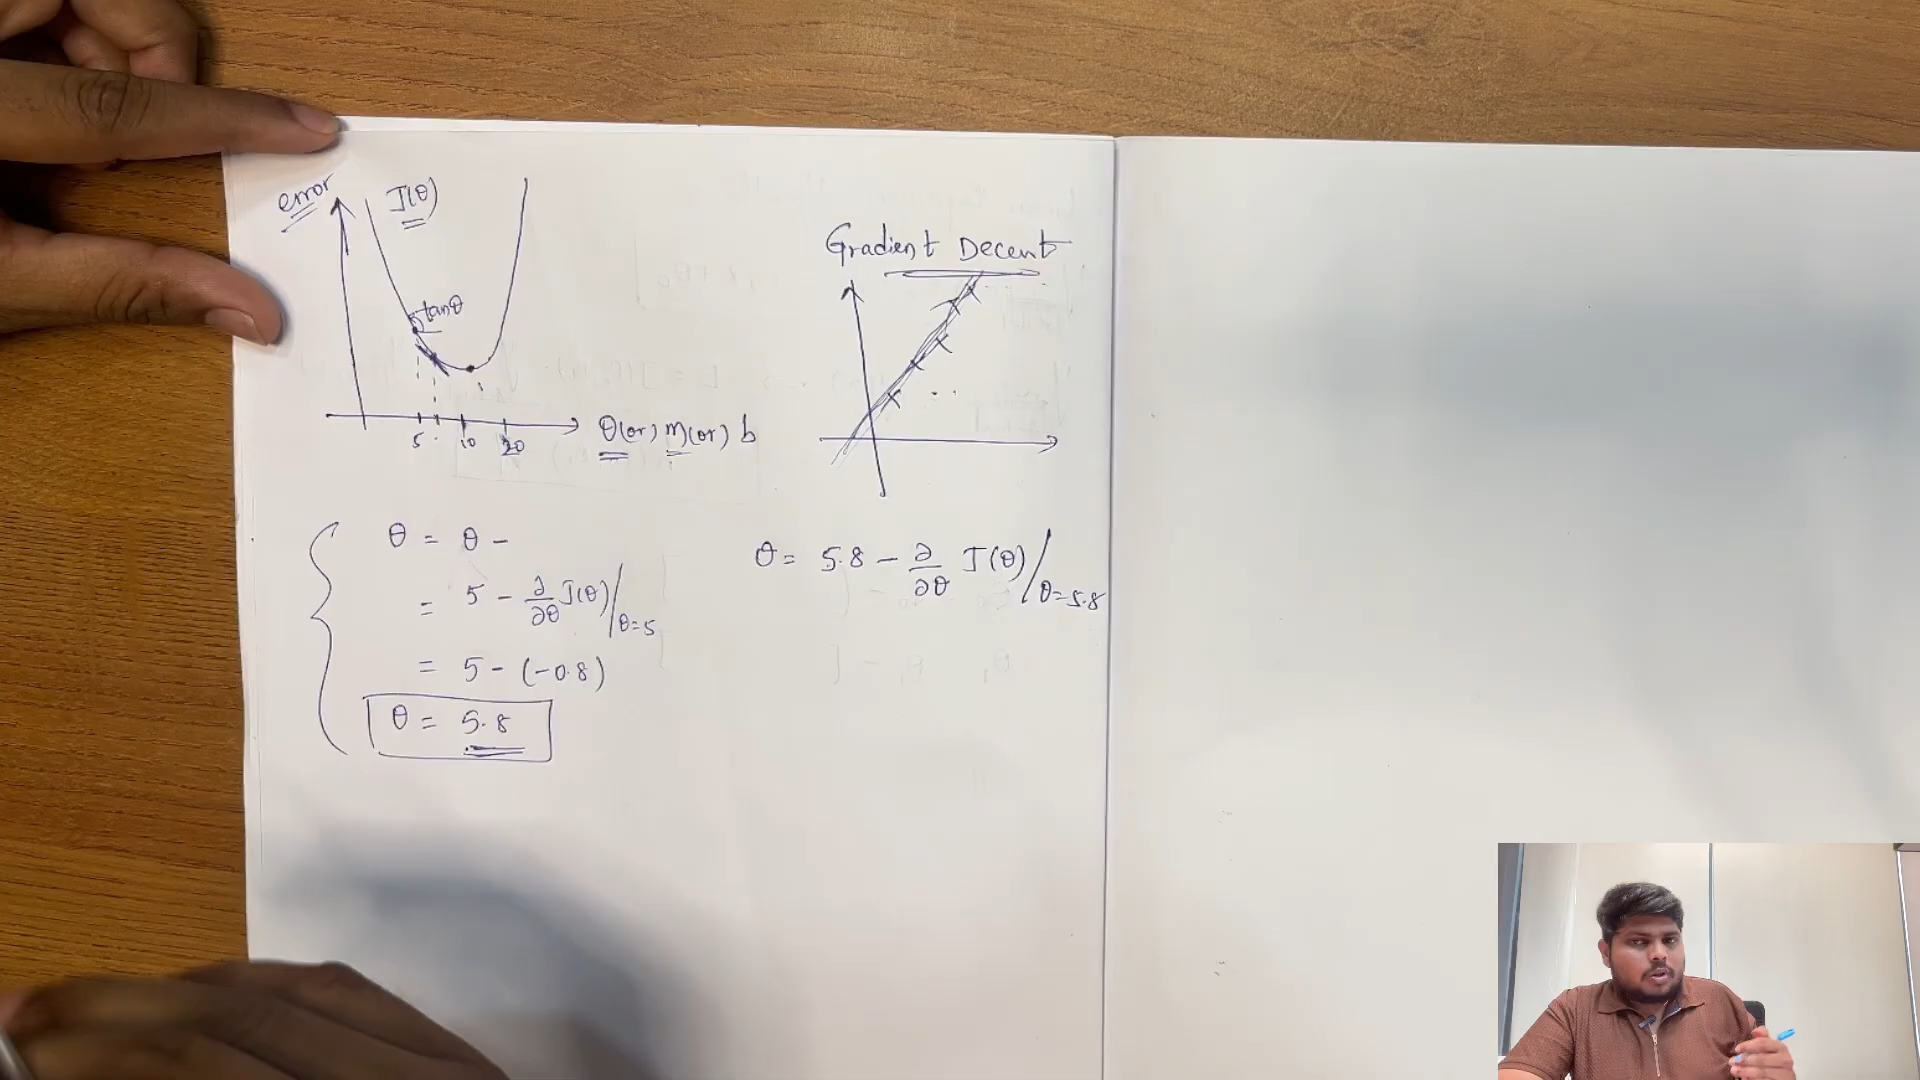 error
J(θ)
tanθ
5 10 20
θ(or) m(or) b
Gradient Decent
θ = θ -
= 5 - ∂/∂θ J(θ)/θ=5
= 5 - (-0.8)
θ = 5.8
θ = 5.8 - ∂/∂θ J(θ)/θ=5.8